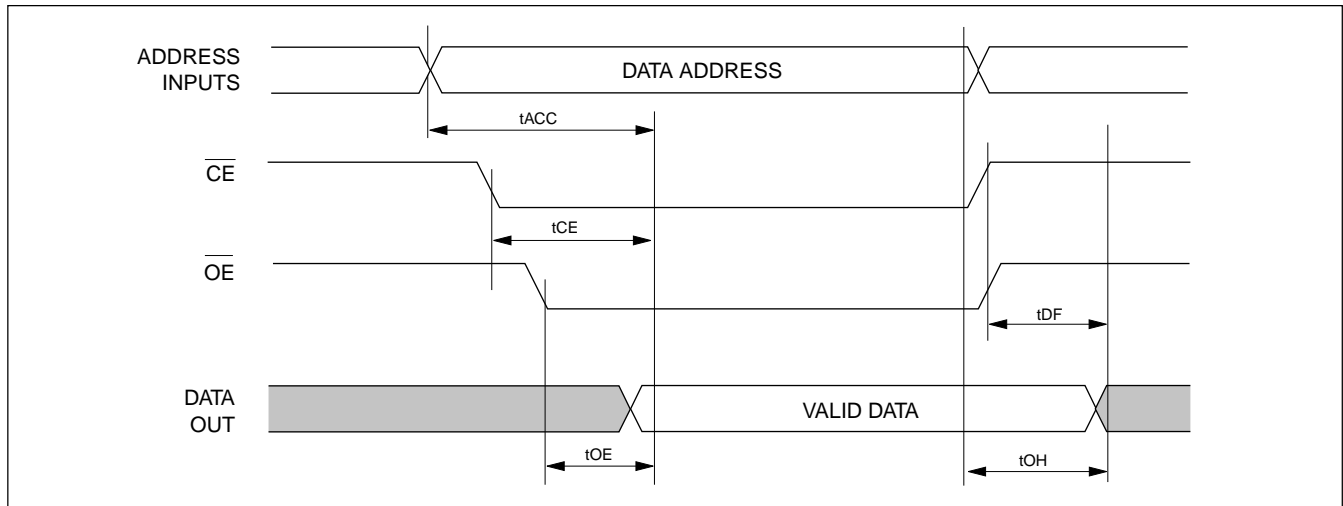 ADDRESS
INPUTS
DATA ADDRESS
tACC
CE
tCE
OE
tDF
DATA
OUT
VALID DATA
tOE
tOH